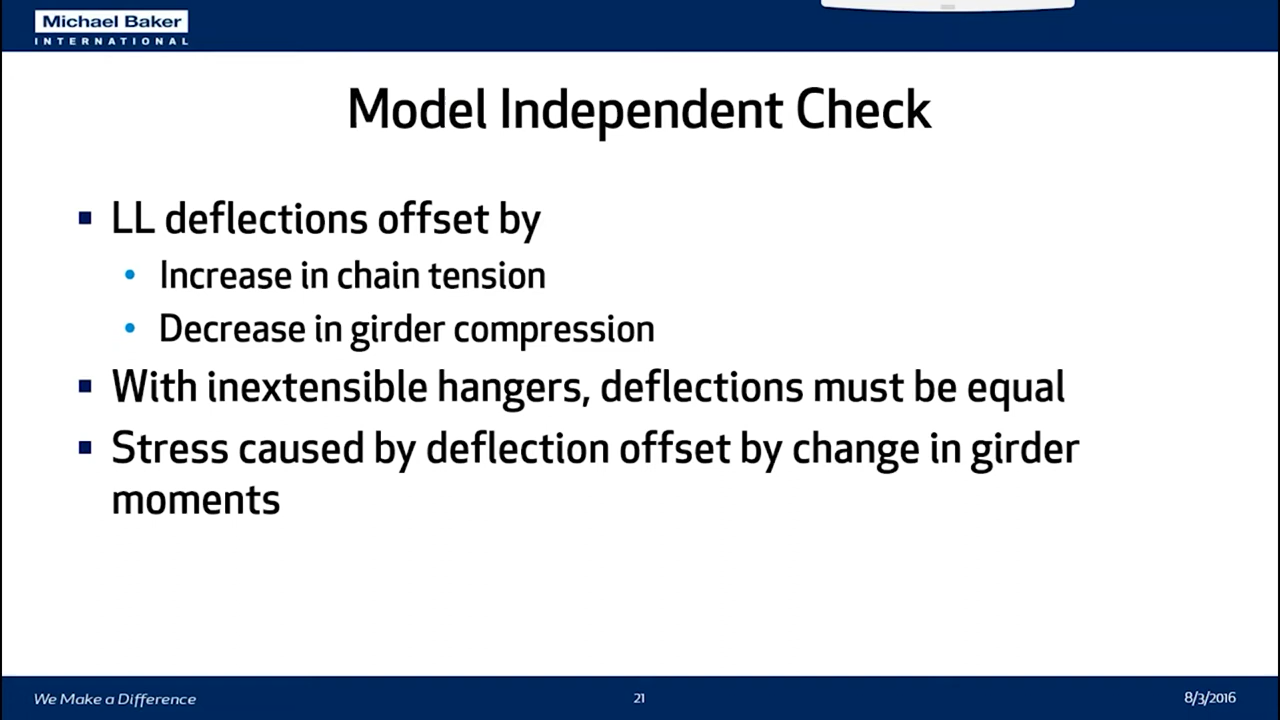 Michael Baker
INTERNATIONAL
Model Independent Check
LL deflections offset by
Increase in chain tension
Decrease in girder compression
With inextensible hangers, deflections must be equal
Stress caused by deflection offset by change in girder
moments
We Make a Difference
21
8/3/2016